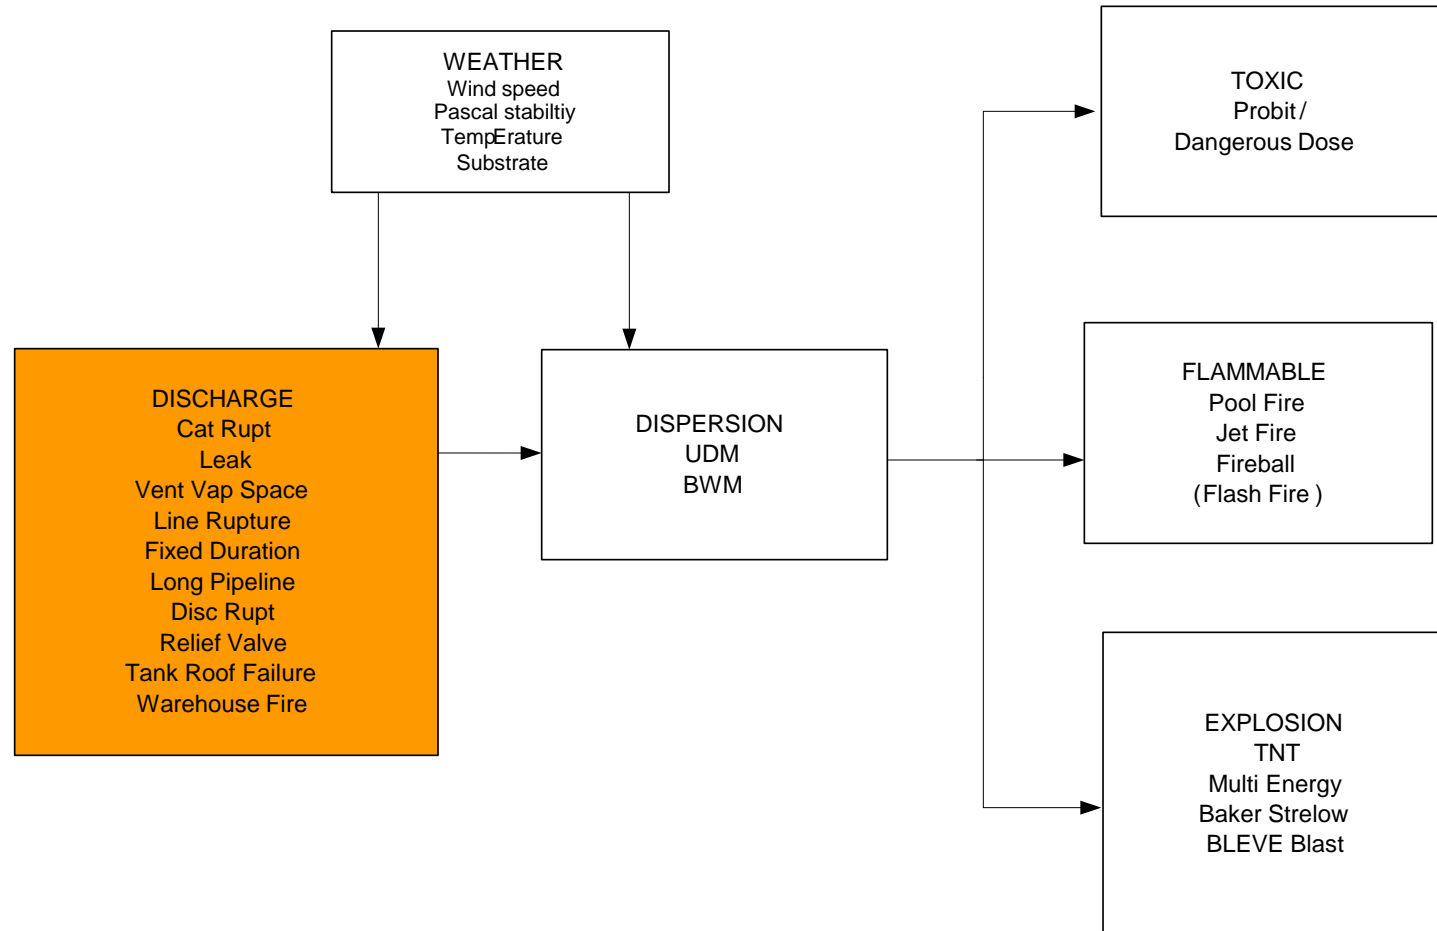 WEATHER
Wind speed
Pascal stabiltiy
TempErature
Substrate
TOXIC
Probit /
Dangerous Dose
DISCHARGE
Cat Rupt
Leak
Vent Vap Space
Line Rupture
Fixed Duration
Long Pipeline
Disc Rupt
Relief Valve
Tank Roof Failure
Warehouse Fire
DISPERSION
UDM
BWM
FLAMMABLE
Pool Fire
Jet Fire
Fireball
(Flash Fire )
EXPLOSION
TNT
Multi Energy
Baker Strelow
BLEVE Blast